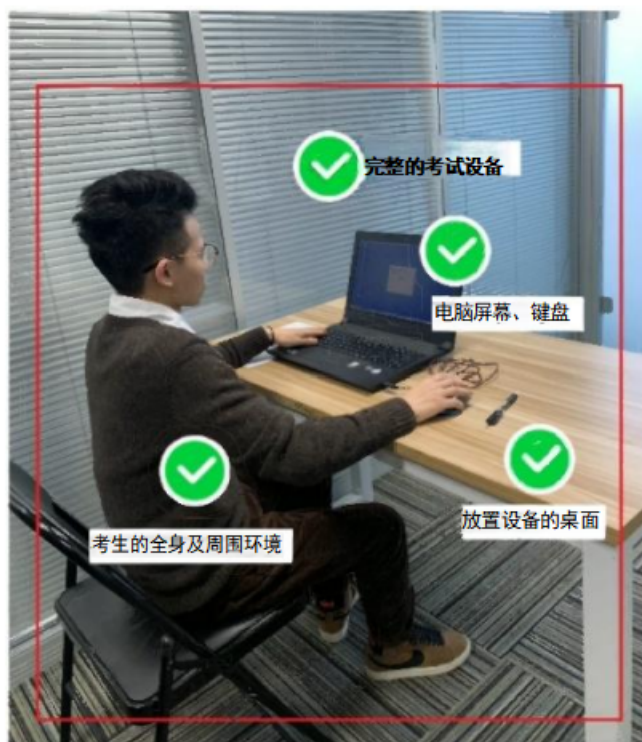 完整的考试设备
电脑屏幕、键盘
放置设备的桌面
考生的全身及周围环境